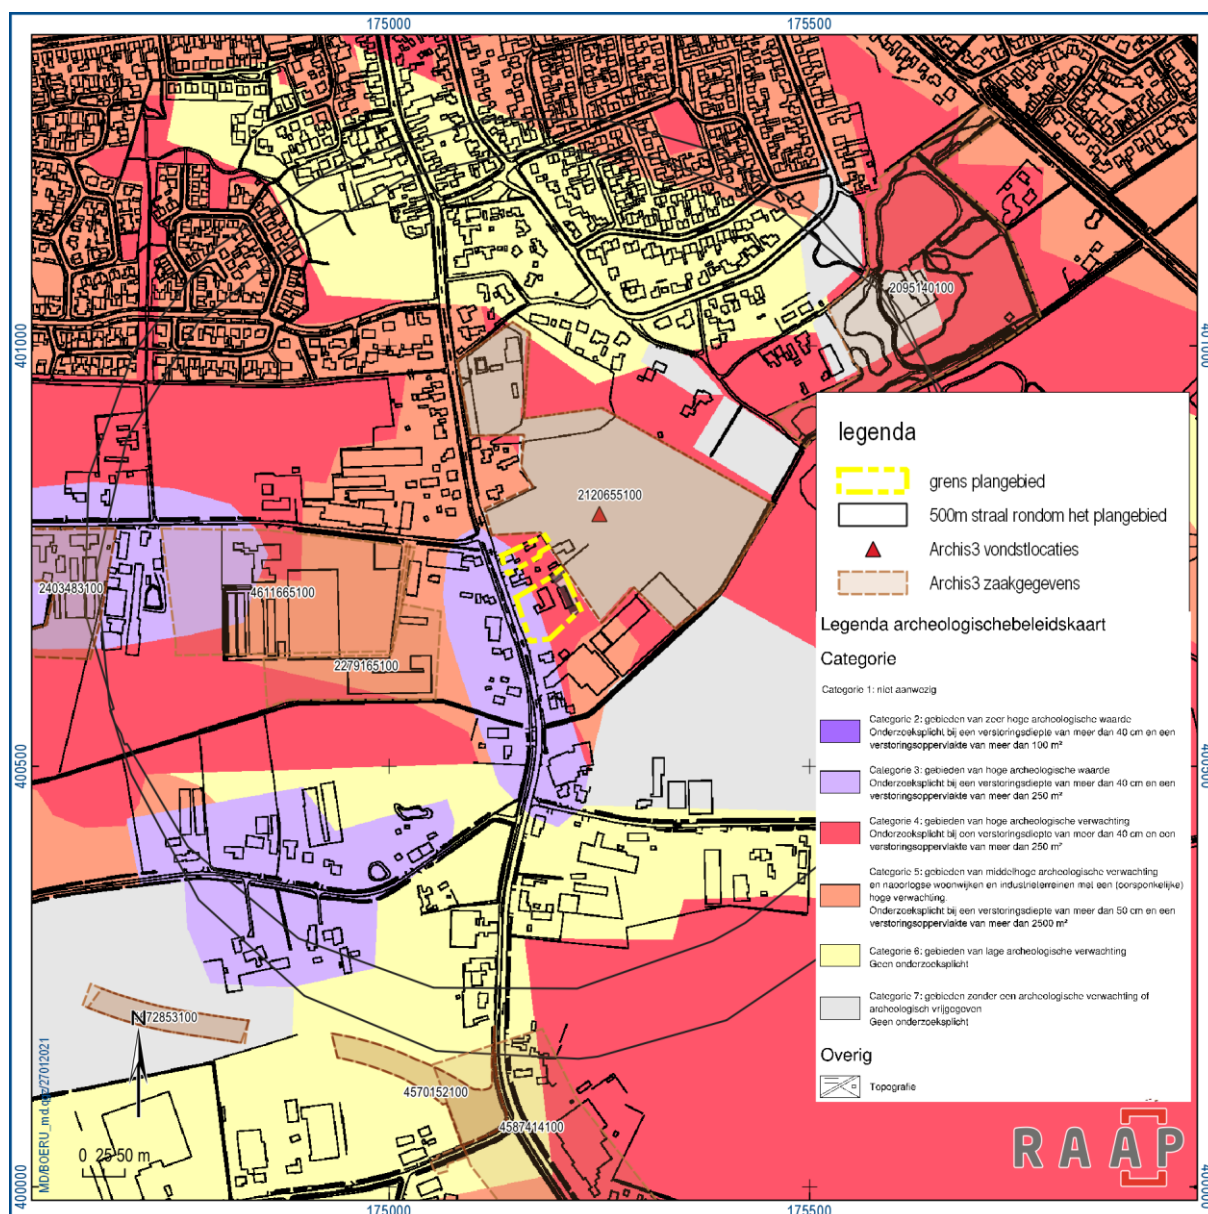 175000
175500
401000
401000
2095140100
legenda
grens plangebied
500m straal rondom het plangebied
Archis3 vondstlocaties
Archis3 zaakgegevens
2120655100
2403483100
4611665100
2279165100
Legenda archeologischebeleidskaart
Categorie
Categorie 1: niet aanwezig
Categorie 2: gebieden van zeer hoge archeologische waarde
Onderzoeksplicht bij een verstoringsdiepte van meer dan 40 cm en een
verstoringsoppervlakte van meer dan 100 m²
Categorie 3: gebieden van hoge archeologische waarde
Onderzoeksplicht bij een verstoringsdiepte van meer dan 40 cm en een
verstoringsoppervlakte van meer dan 250 m²
Categorie 4: gebieden van hoge archeologische verwachting
Onderzoeksplicht bij een verstoringsdiepte van meer dan 40 cm en een
verstoringsoppervlakte van meer dan 250 m²
Categorie 5: gebieden van middelhoge archeologische verwachting
en naoorlogse woonwijken en industrieterreinen met een (oorsponkelijke)
hoge verwachting.
Onderzoeksplicht bij een verstoringsdiepte van meer dan 50 cm en een
verstoringsoppervlakte van meer dan 2500 m²
Categorie 6: gebieden van lage archeologische verwachting
Geen onderzoeksplicht
Categorie 7: gebieden zonder een archeologische verwachting of
archeologisch vrijgegeven
Geen onderzoeksplicht
Overig
Topografie
400500
400500
N
72853100
4570152100
4587414100
0 25 50 m
RAAP
400000
400000
175000
175500